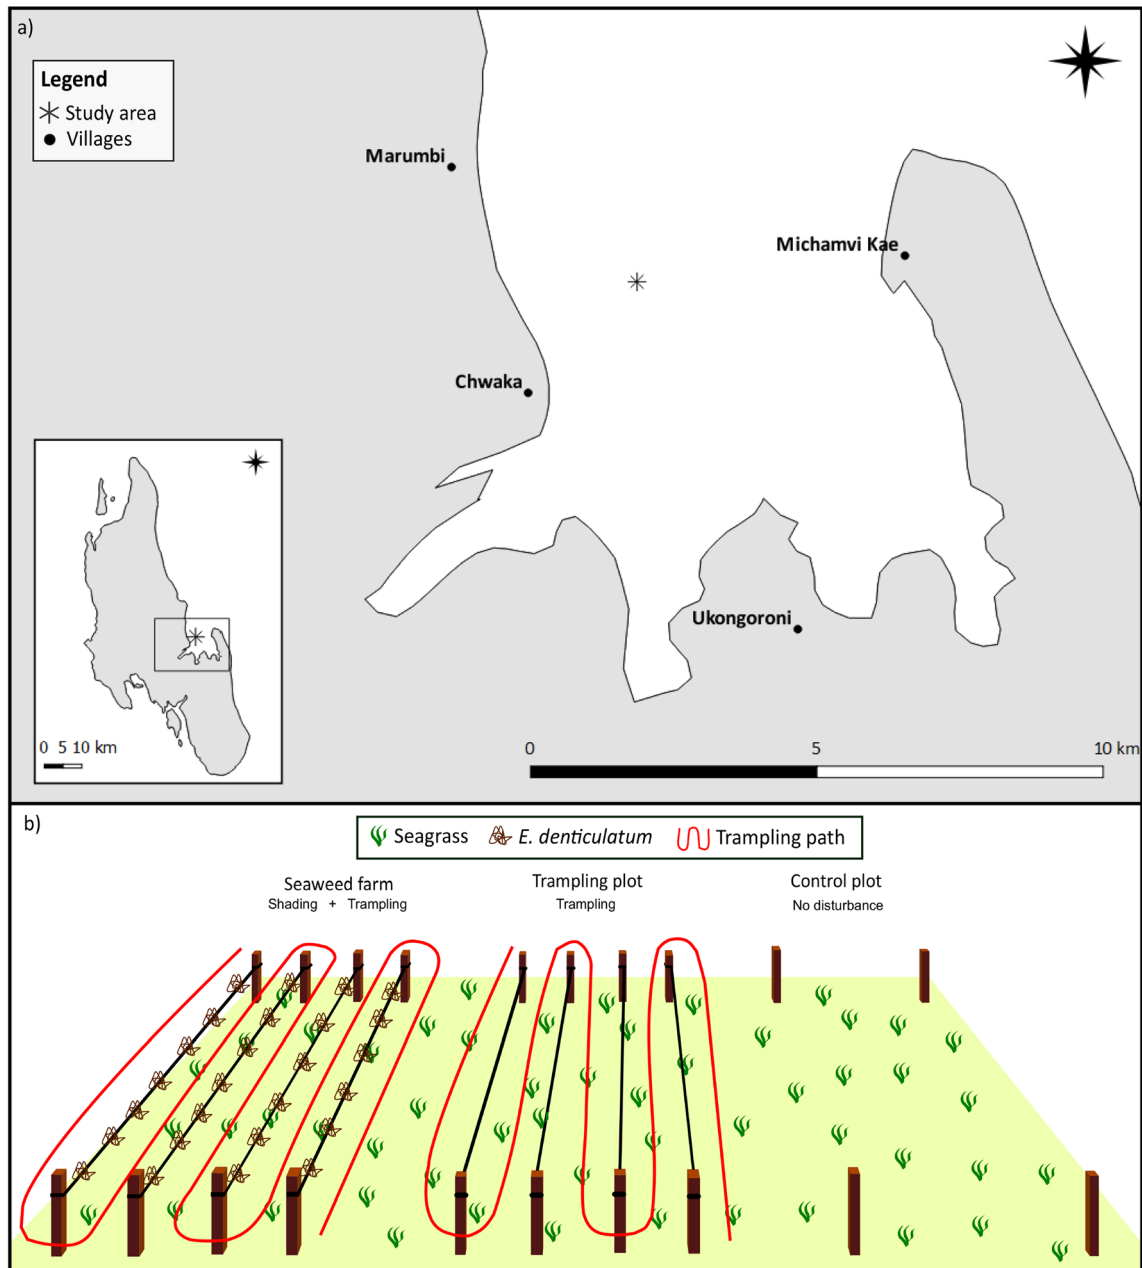 a)
Legend
Study area
Villages
Marumbi
Michamvi Kae
Chwaka
Ukongoroni
0 5 10 km
0 5 10 km
b)
Seagrass E. denticulatum Trampling path
Seaweed farm Trampling plot Control plot
Shading + Trampling Trampling No disturbance